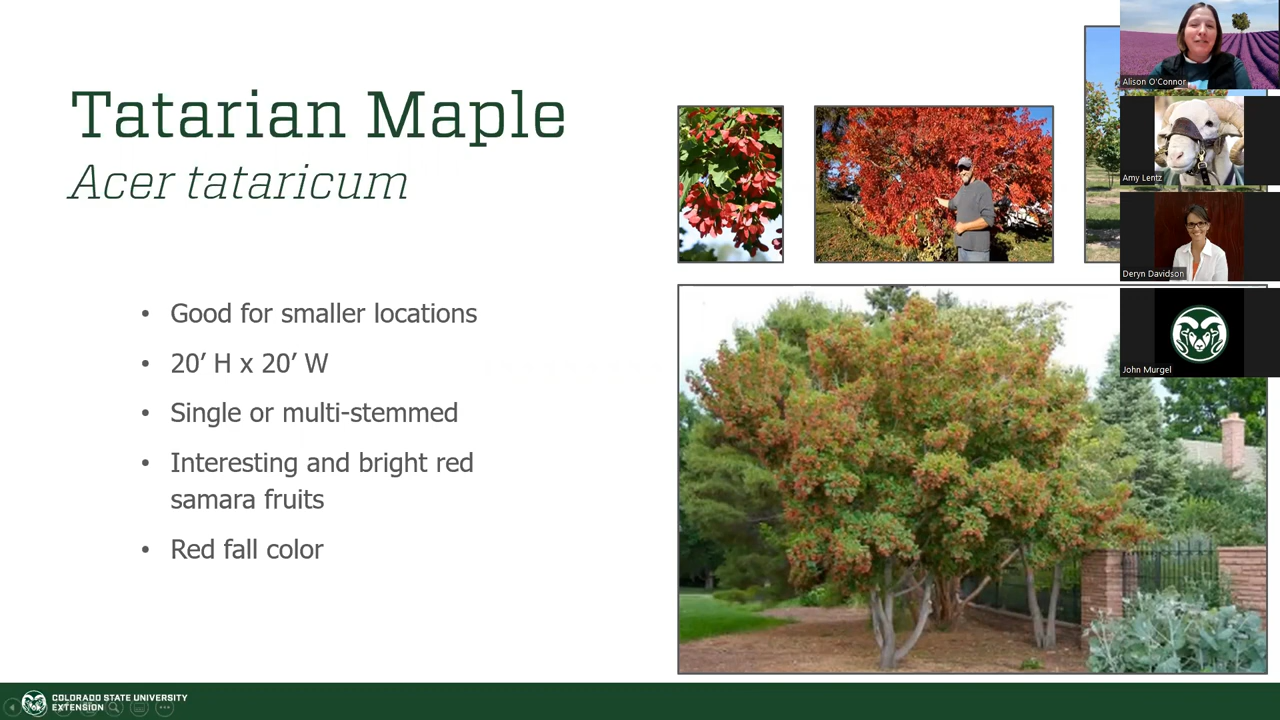 Tatarian Maple
Acer tataricum
• Good for smaller locations
• 20’ H x 20’ W
• Single or multi-stemmed
• Interesting and bright red
samara fruits
• Red fall color
Alison O'Connor
Amy Lentz
Deryn Davidson
John Murgel
COLORADO STATE UNIVERSITY
EXTENSION